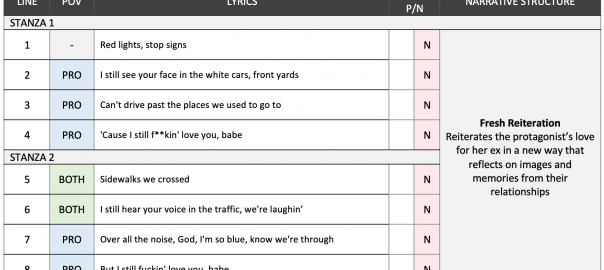 LINE POV LYRICS P/N NARRATIVE STRUCTURE
STANZA 1
1 - Red lights, stop signs N
2 PRO I still see your face in the white cars, front yards N
3 PRO Can't drive past the places we used to go to N
4 PRO 'Cause I still f**kin' love you, babe N
Fresh Reiteration
Reiterates the protagonist's love
for her ex in a new way that
reflects on images and
memories from their
relationships
STANZA 2
5 BOTH Sidewalks we crossed N
6 BOTH I still hear your voice in the traffic, we're laughin' N
7 PRO Over all the noise, God, I'm so blue, know we're through N
8 PRO But I still fuckin' love you, babe N